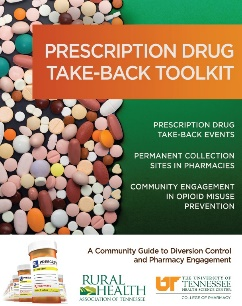 PRESCRIPTION DRUG
TAKE-BACK TOOLKIT
PRESCRIPTION DRUG
TAKE-BACK EVENTS
PERMANENT COLLECTION
SITES IN PHARMACIES
COMMUNITY ENGAGEMENT
IN OPIOID MISUSE
PREVENTION
A Community Guide to Diversion Control
and Pharmacy Engagement
RURAL
HEALTH
ASSOCIATION OF TENNESSEE
UT
THE UNIVERSITY OF
TENNESSEE
HEALTH SCIENCE CENTER
COLLEGE OF PHARMACY